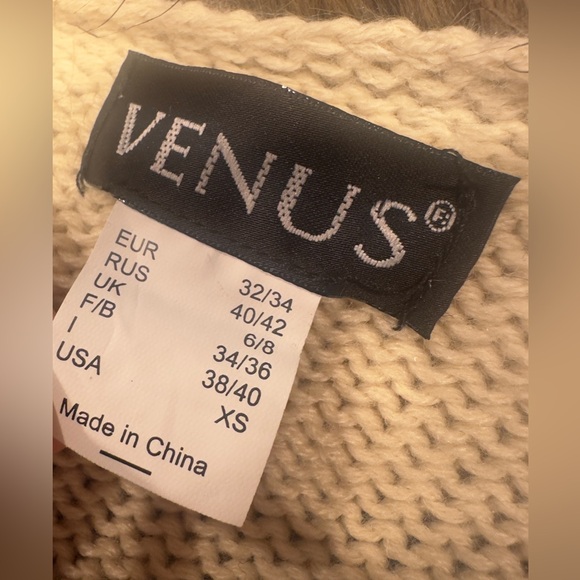 VENUS®
EUR 32/34
RUS 40/42
UK 6/8
F/B 34/36
I 38/40
USA XS
Made in China